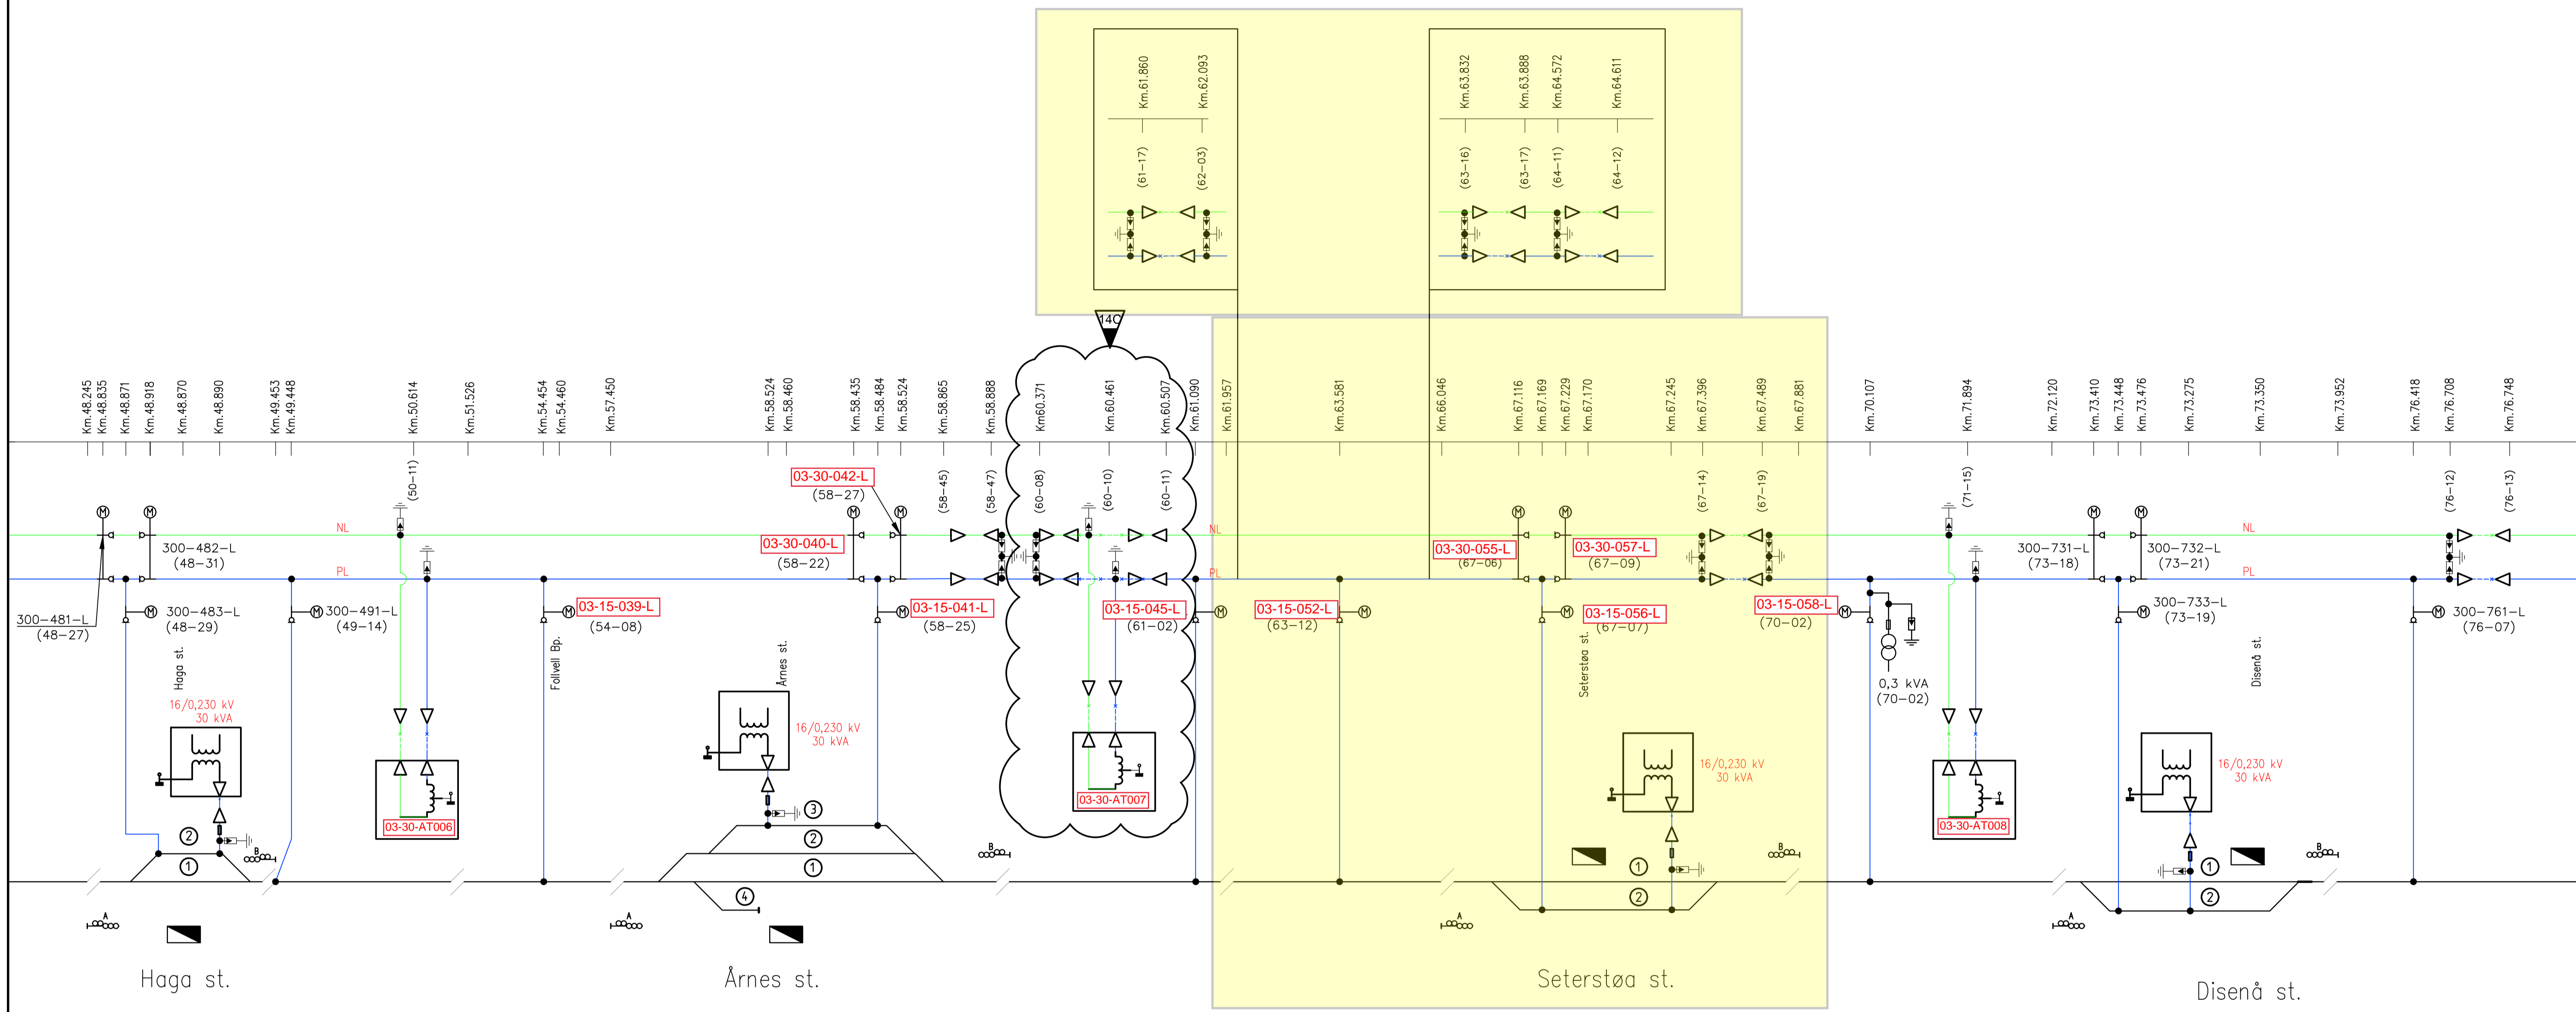 Km.61.860
Km.62.093
Km.63.832
Km.63.888
Km.64.572
Km.64.611
(61-17)
(62-03)
(63-16)
(63-17)
(64-11)
(64-12)
14C
Km.48.245
Km.48.835
Km.48.871
Km.48.918
Km.48.870
Km.48.890
Km.49.453
Km.49.448
Km.50.614
Km.51.526
Km.54.454
Km.54.460
Km.57.450
Km.58.524
Km.58.460
Km.58.435
Km.58.484
Km.58.524
Km.58.865
Km.58.888
Km60.371
Km.60.461
Km.60.507
Km.61.090
Km.61.957
Km.63.581
Km.66.046
Km.67.116
Km.67.169
Km.67.229
Km.67.170
Km.67.245
Km.67.396
Km.67.489
Km.67.881
Km.70.107
Km.71.894
Km.72.120
Km.73.410
Km.73.448
Km.73.476
Km.73.275
Km.73.350
Km.73.952
Km.76.418
Km.76.708
Km.76.748
(50-11)
03-30-042-L
(58-27)
(58-45)
(58-47)
(60-08)
(60-10)
(60-11)
(67-14)
(67-19)
(71-15)
(76-12)
(76-13)
M
M
M
M
M
M
M
M
NL
NL
NL
300-482-L
(48-31)
03-30-040-L
(58-22)
03-30-055-L
(67-06)
03-30-057-L
(67-09)
300-731-L
(73-18)
300-732-L
(73-21)
PL
PL
PL
300-481-L
(48-27)
M
300-483-L
(48-29)
M
300-491-L
(49-14)
M
03-15-039-L
(54-08)
M
03-15-041-L
(58-25)
03-15-045-L
(61-02)
M
03-15-052-L
(63-12)
M
M
03-15-056-L
(67-07)
03-15-058-L
(70-02)
M
M
300-733-L
(73-19)
M
300-761-L
(76-07)
Haga st.
Follvell Bp.
Årnes st.
Seterstøa st.
Disenå st.
0,3 kVA
(70-02)
16/0,230 kV
30 kVA
16/0,230 kV
30 kVA
16/0,230 kV
30 kVA
16/0,230 kV
30 kVA
03-30-AT006
03-30-AT007
03-30-AT008
2
1
B
3
2
1
4
B
1
2
B
1
2
B
A
A
A
A
Haga st.
Årnes st.
Seterstøa st.
Disenå st.